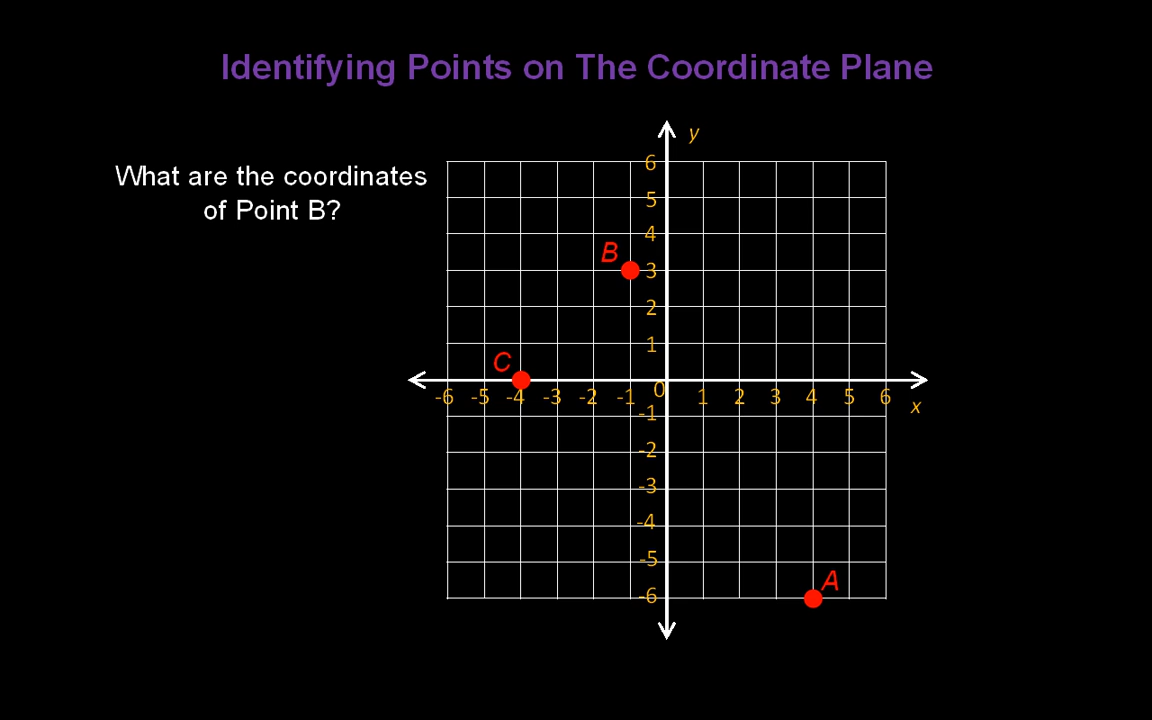 Identifying Points on The Coordinate Plane
y
What are the coordinates
of Point B?
6
5
4
B
3
2
1
C
0
-6 -5 -4 -3 -2 -1 1 2 3 4 5 6
x
-1
-2
-3
-4
-5
A
-6